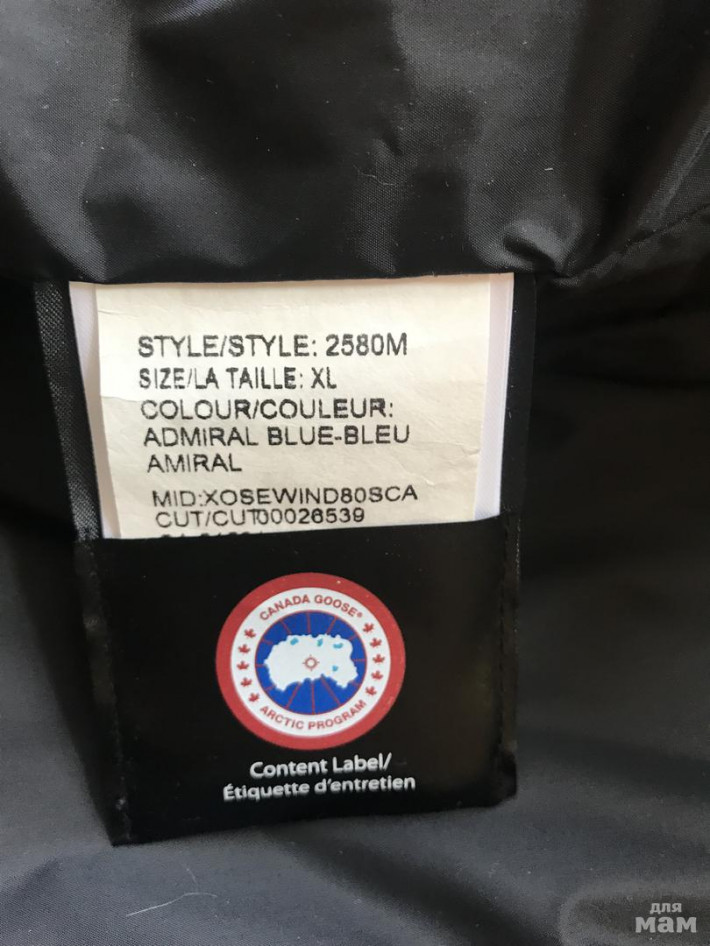 STYLE/STYLE: 2580M
SIZE/LA TAILLE: XL
COLOUR/COULEUR:
ADMIRAL BLUE-BLEU
AMIRAL
MID:XOSEWIND80SCA
CUT/CUT00026539
CANADA GOOSE®
ARCTIC PROGRAM
Content Label/
Étiquette d'entretien
для
мам